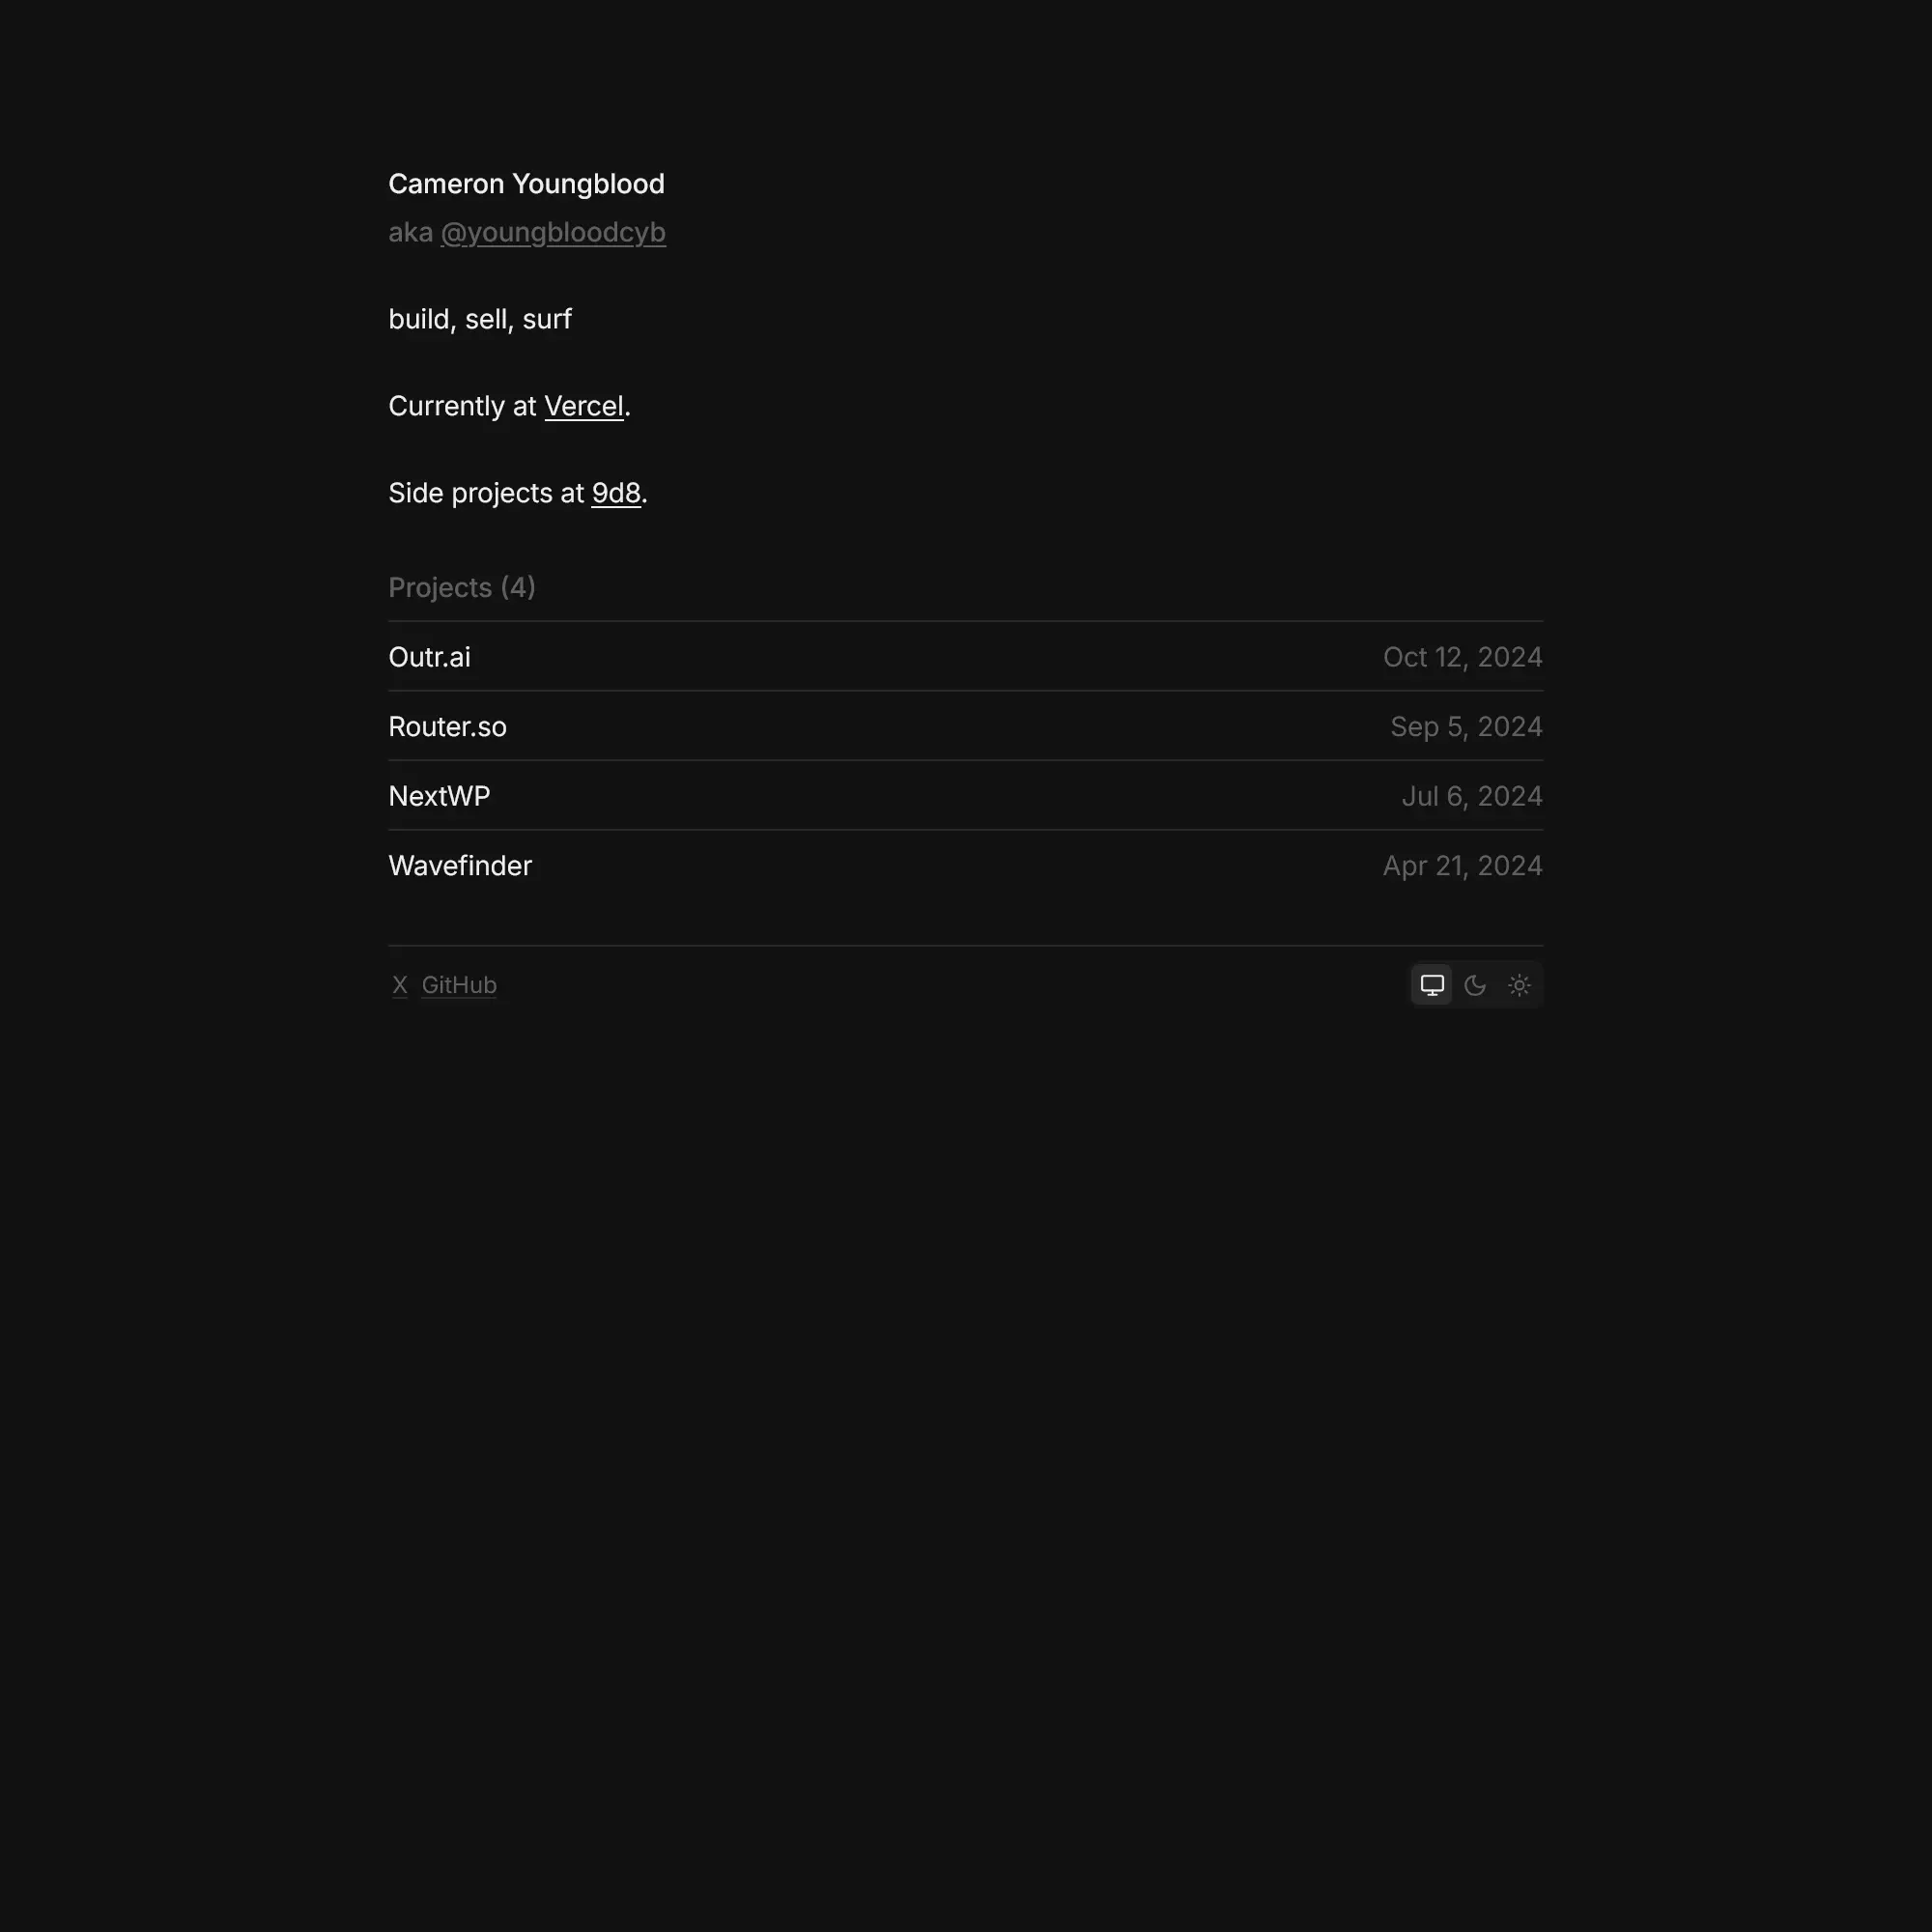 Cameron Youngblood
aka @youngbloodcyb
build, sell, surf
Currently at Vercel.
Side projects at 9d8.
Projects (4)
Outr.ai Oct 12, 2024
Router.so Sep 5, 2024
NextWP Jul 6, 2024
Wavefinder Apr 21, 2024
X GitHub